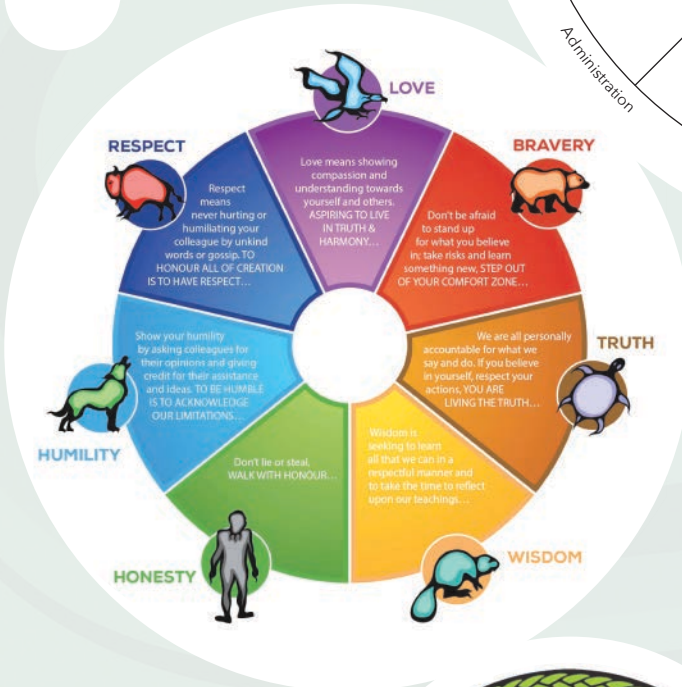 Administration
LOVE
Love means showing
compassion and
understanding towards
yourself and others.
ASPIRING TO LIVE
IN TRUTH &
HARMONY...
BRAVERY
Don't be afraid
to stand up
for what you believe
in; take risks and learn
something new, STEP OUT
OF YOUR COMFORT ZONE...
TRUTH
We are all personally
accountable for what we
say and do. If you believe
in yourself, respect your
actions, YOU ARE
LIVING THE TRUTH...
WISDOM
Wisdom is
seeking to learn
all that we can in a
respectful manner and
to take the time to reflect
upon our teachings...
HONESTY
Don't lie or steal,
WALK WITH HONOUR...
HUMILITY
Show your humility
by asking colleagues for
their opinions and giving
credit for their assistance
and ideas. TO BE HUMBLE
IS TO ACKNOWLEDGE
OUR LIMITATIONS...
RESPECT
Respect
means
never hurting or
humiliating your
colleague by unkind
words or gossip. TO
HONOUR ALL OF CREATION
IS TO HAVE RESPECT...